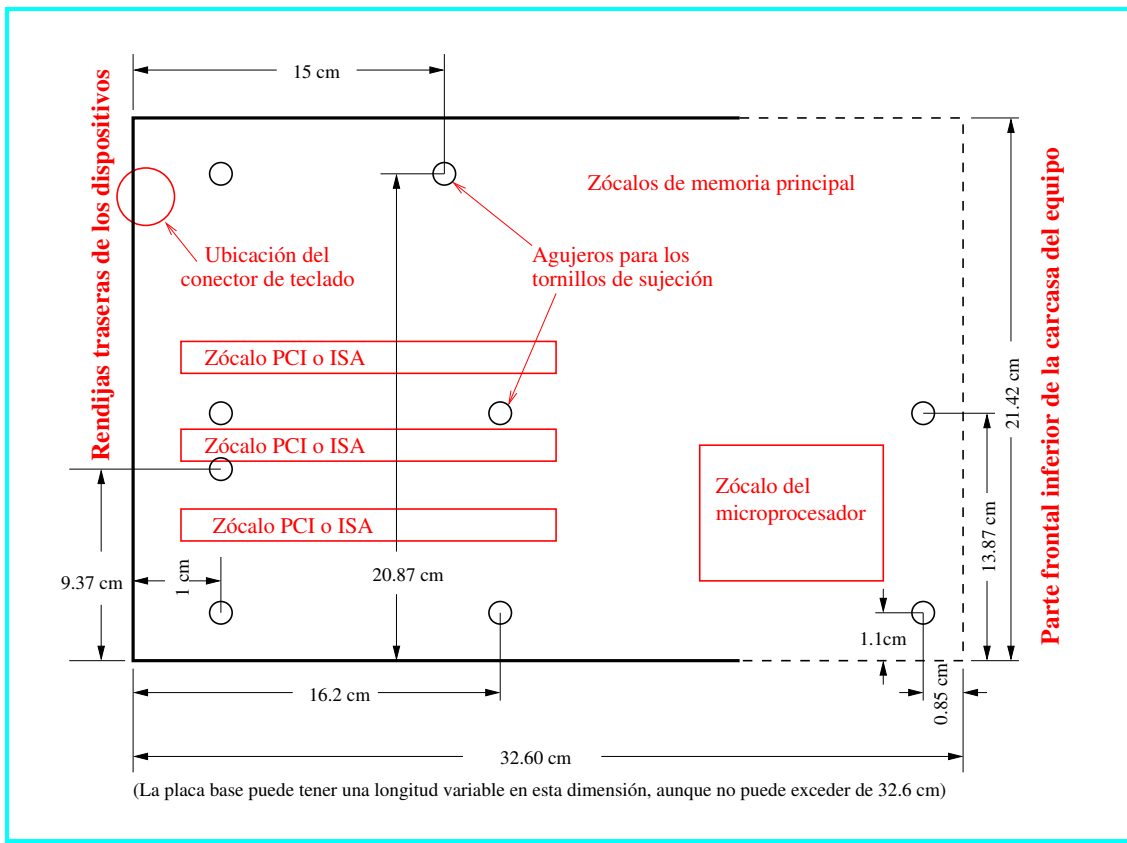 15 cm
Rendijas traseras de los dispositivos
Zócalos de memoria principal
Ubicación del
conector de teclado
Agujeros para los
tornillos de sujeción
Parte frontal inferior de la carcasa del equipo
Zócalo PCI o ISA
21.42 cm
Zócalo PCI o ISA
Zócalo del
microprocesador
Zócalo PCI o ISA
13.87 cm
9.37 cm
1 cm
20.87 cm
1.1cm
16.2 cm
0.85 cm
32.60 cm
(La placa base puede tener una longitud variable en esta dimensión, aunque no puede exceder de 32.6 cm)